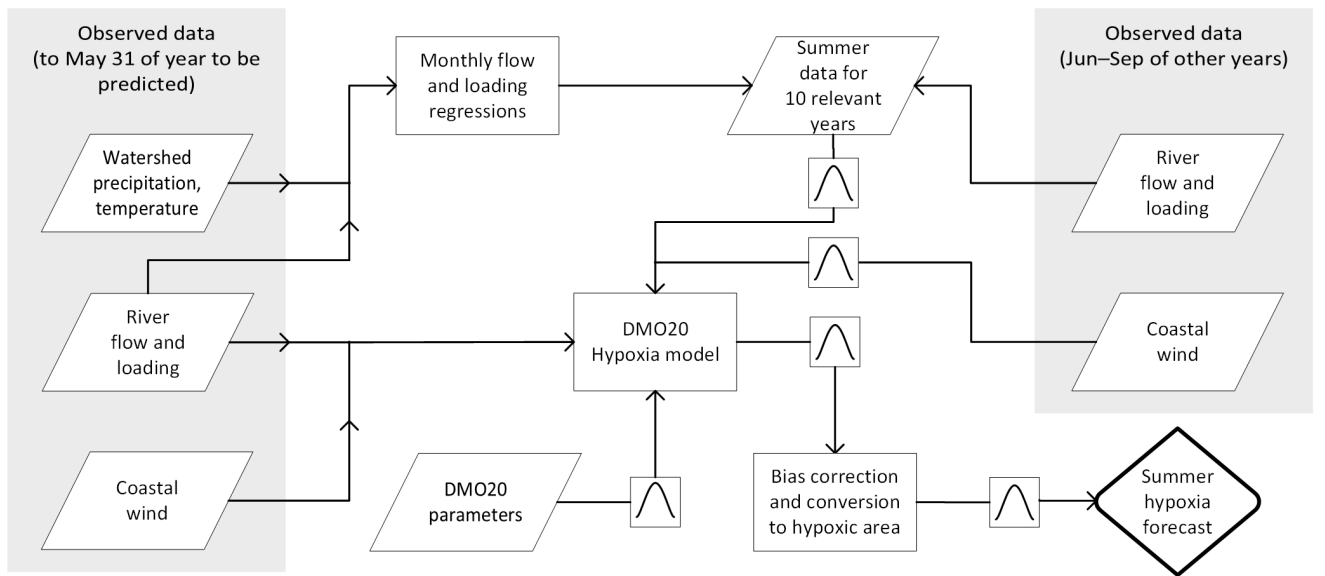 Observed data
(to May 31 of year to be
predicted)
Watershed
precipitation,
temperature
River
flow and
loading
Coastal
wind
Monthly flow
and loading
regressions
Summer
data for
10 relevant
years
DMO20
Hypoxia model
DMO20
parameters
Bias correction
and conversion
to hypoxic area
Observed data
(Jun–Sep of other years)
River
flow and
loading
Coastal
wind
Summer
hypoxia
forecast